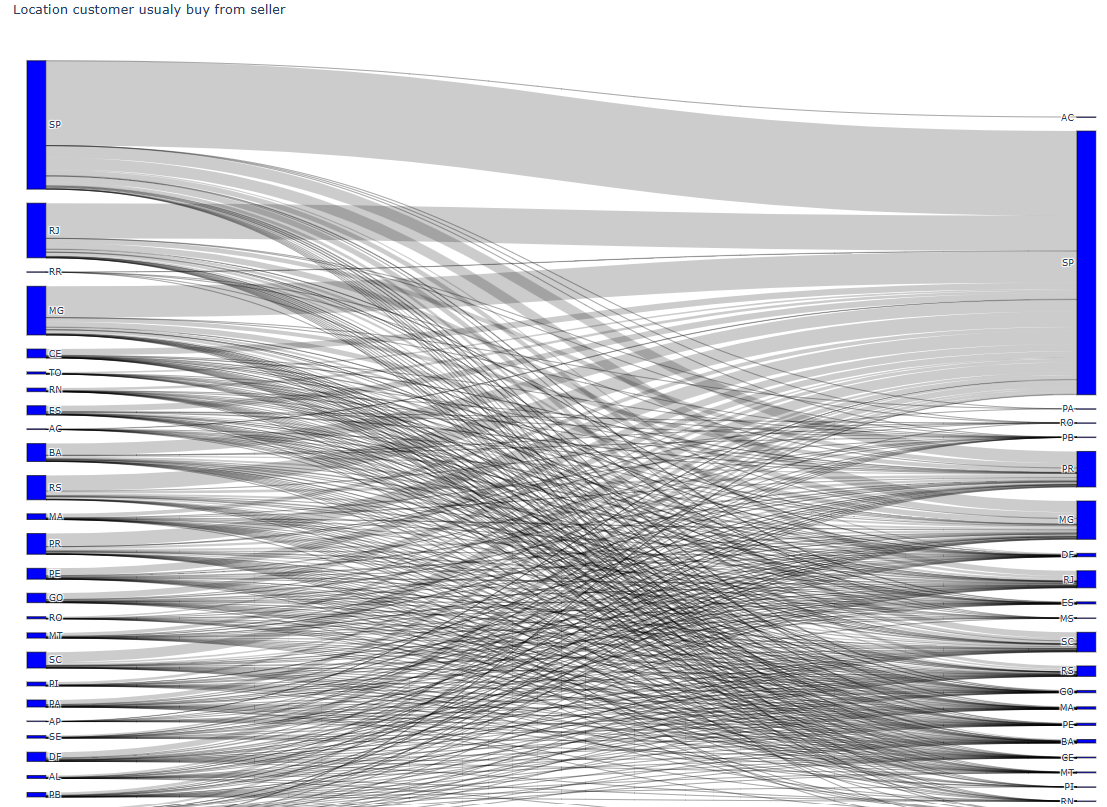 Location customer usualy buy from seller
SP
RJ
RR
MG
CE
TO
RN
ES
AC
BA
RS
MA
PR
PE
GO
RO
MT
SC
PI
PA
AP
SE
DF
AL
PB
AC
SP
PA
RO
PB
PR
MG
DF
RJ
ES
MS
SC
RS
GO
MA
PE
BA
CE
MT
PI
RN